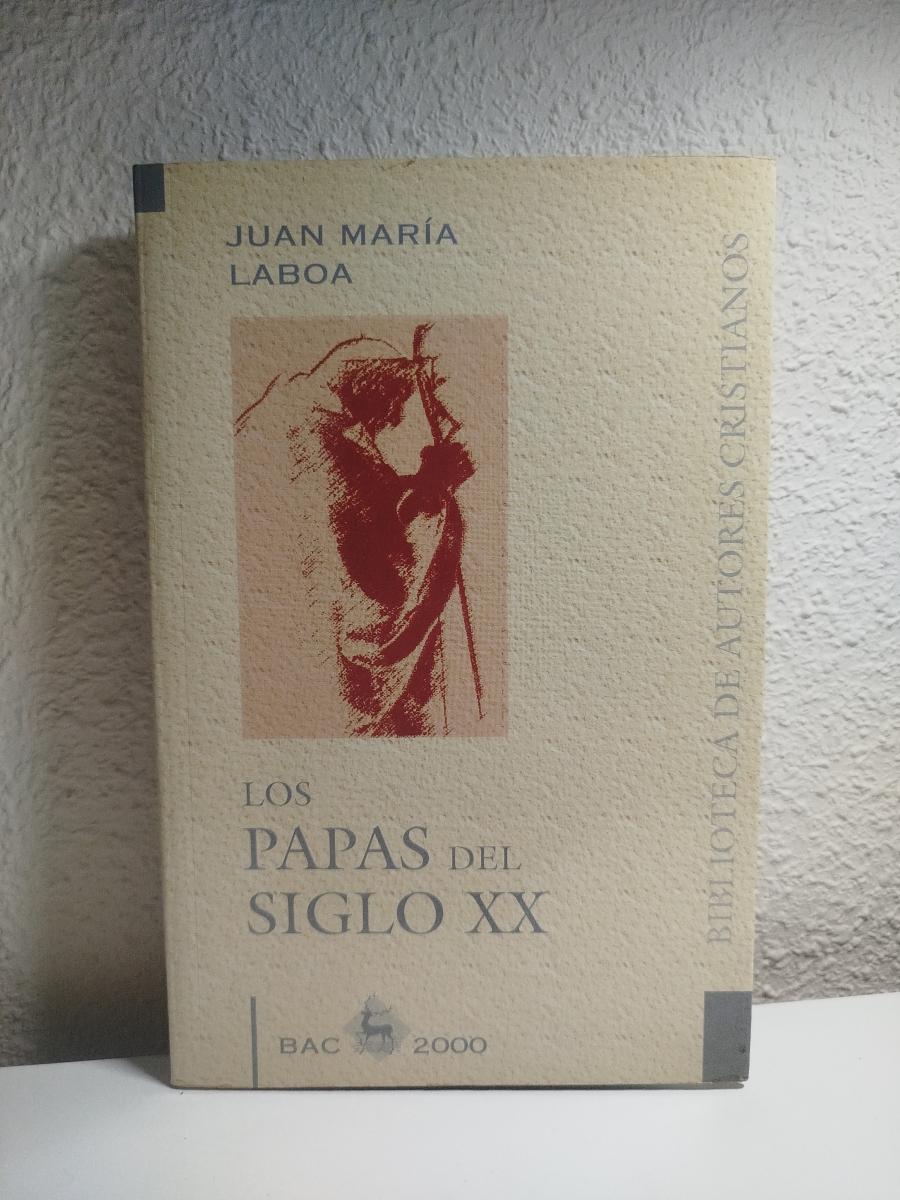 JUAN MARÍA
LABOA
BIBLIOTECA DE AUTORES CRISTIANOS
LOS
PAPAS DEL
SIGLO XX
BAC 2000